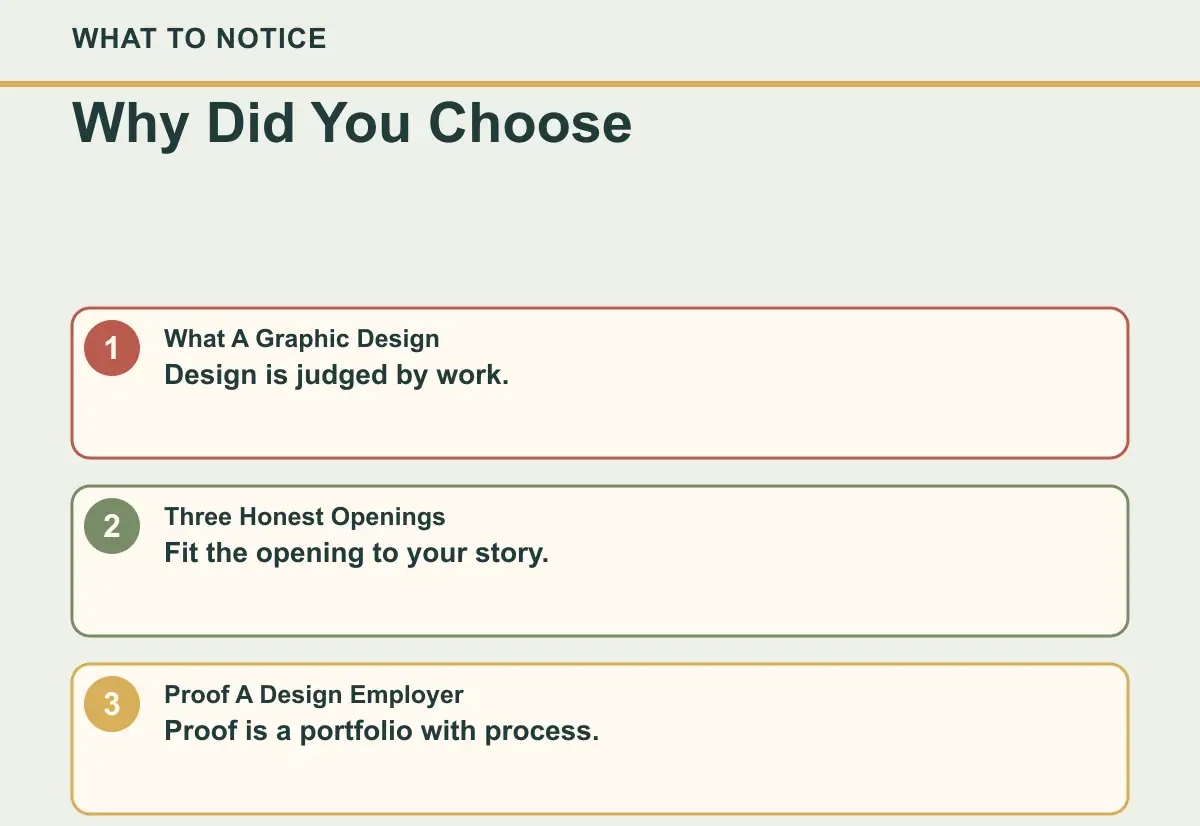 WHAT TO NOTICE
Why Did You Choose
1
What A Graphic Design
Design is judged by work.
2
Three Honest Openings
Fit the opening to your story.
3
Proof A Design Employer
Proof is a portfolio with process.